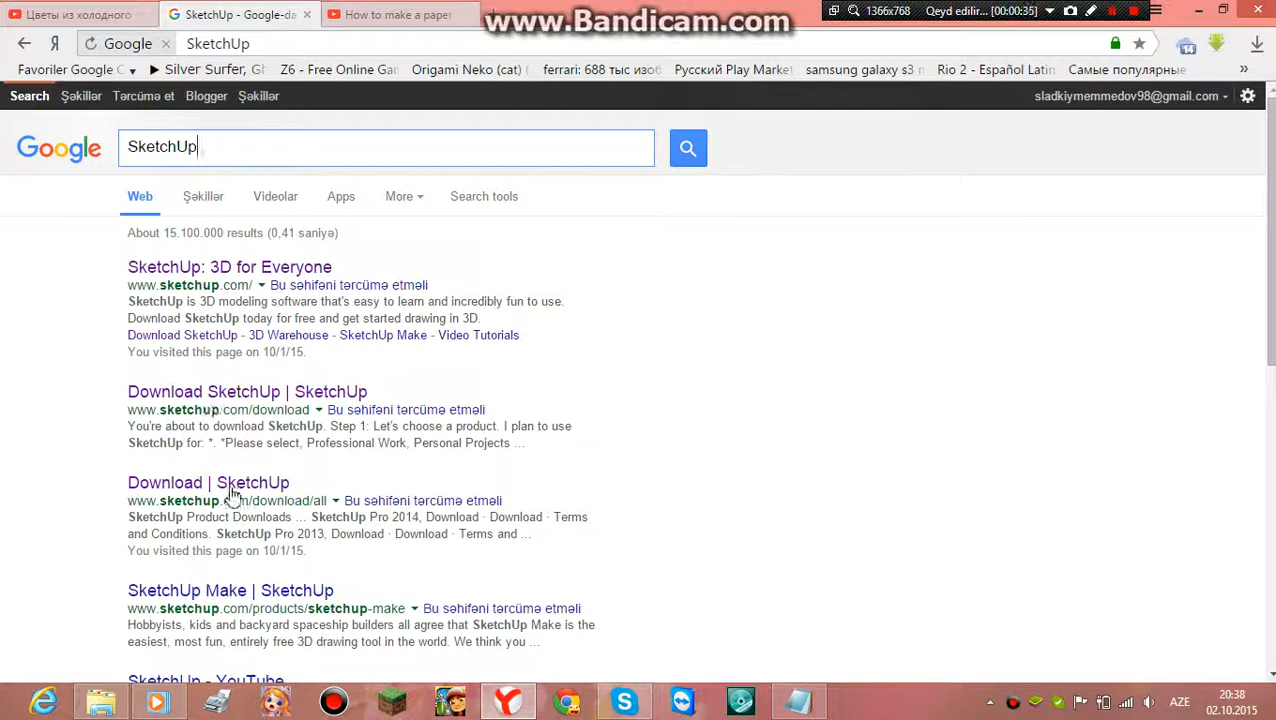 www.Bandicam.com
1366x768 Qeyd edilir... [00:00:35]
Цветы из холодного
SketchUp - Google-da
How to make a paper
Я Google SketchUp 14
Favoriler Google C
Silver Surfer, Gh
Z6 - Free Online Gam
Origami Neko (cat) (
ferrari: 688 тыс изоб
Русский Play Market
samsung galaxy s3 n
Rio 2 - Español Latin
Самые популярные
Search Şəkillər Tərcümə et Blogger Şəkillər sladkiymemmedov98@gmail.com
Google SketchUp
Web Şəkillər Videolar Apps More Search tools
About 15.100.000 results (0,41 saniyə)
SketchUp: 3D for Everyone
www.sketchup.com/ Bu səhifəni tərcümə etməli
SketchUp is 3D modeling software that's easy to learn and incredibly fun to use.
Download SketchUp today for free and get started drawing in 3D.
Download SketchUp - 3D Warehouse - SketchUp Make - Video Tutorials
You visited this page on 10/1/15.
Download SketchUp | SketchUp
www.sketchup.com/download Bu səhifəni tərcümə etməli
You're about to download SketchUp. Step 1: Let's choose a product. I plan to use
SketchUp for: *. *Please select, Professional Work, Personal Projects ...
Download | SketchUp
www.sketchup.com/download/all Bu səhifəni tərcümə etməli
SketchUp Product Downloads ... SketchUp Pro 2014, Download · Download · Terms
and Conditions. SketchUp Pro 2013, Download · Download · Terms and ...
You visited this page on 10/1/15.
SketchUp Make | SketchUp
www.sketchup.com/products/sketchup-make Bu səhifəni tərcümə etməli
Hobbyists, kids and backyard spaceship builders all agree that SketchUp Make is the
easiest, most fun, entirely free 3D drawing tool in the world. We think you ...
SketchUp - YouTube
AZE
20:38
02.10.2015